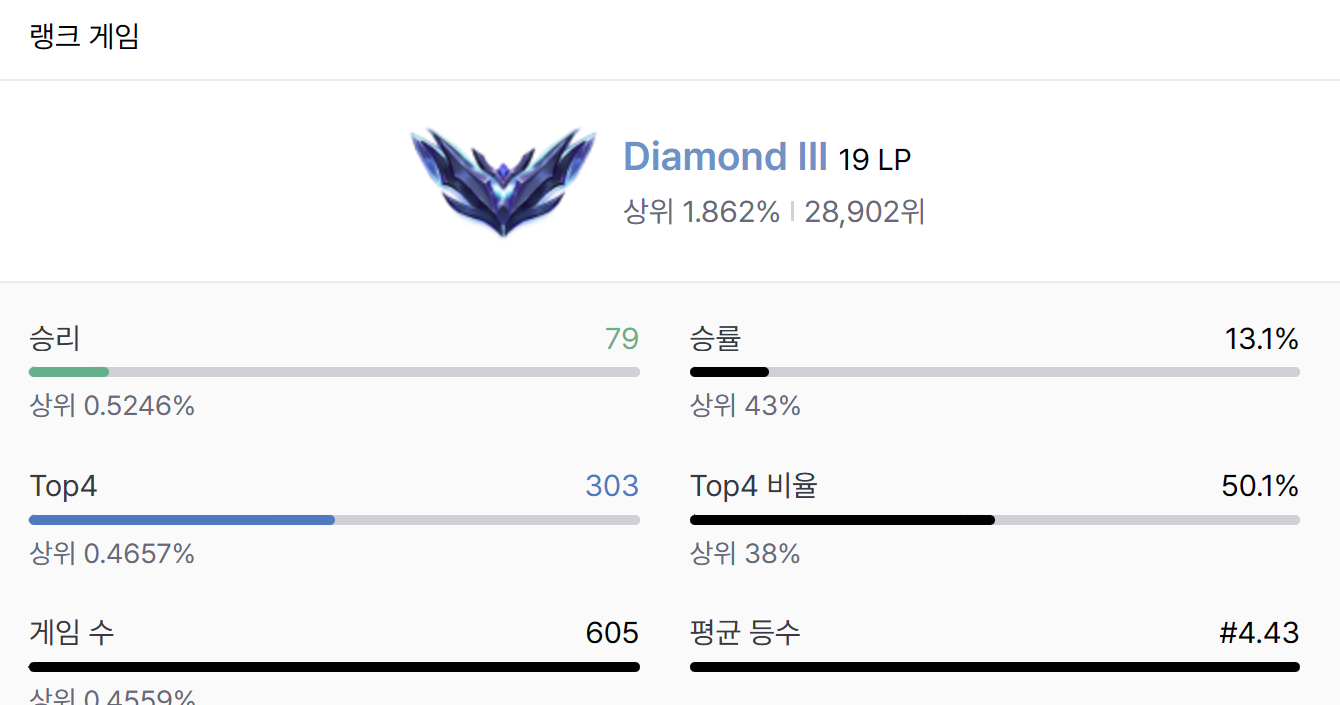 랭크 게임
Diamond III 19 LP
상위 1.862% | 28,902위
승리 79
상위 0.5246%
승률 13.1%
상위 43%
Top4 303
상위 0.4657%
Top4 비율 50.1%
상위 38%
게임 수 605
상위 0.4559%
평균 등수 #4.43